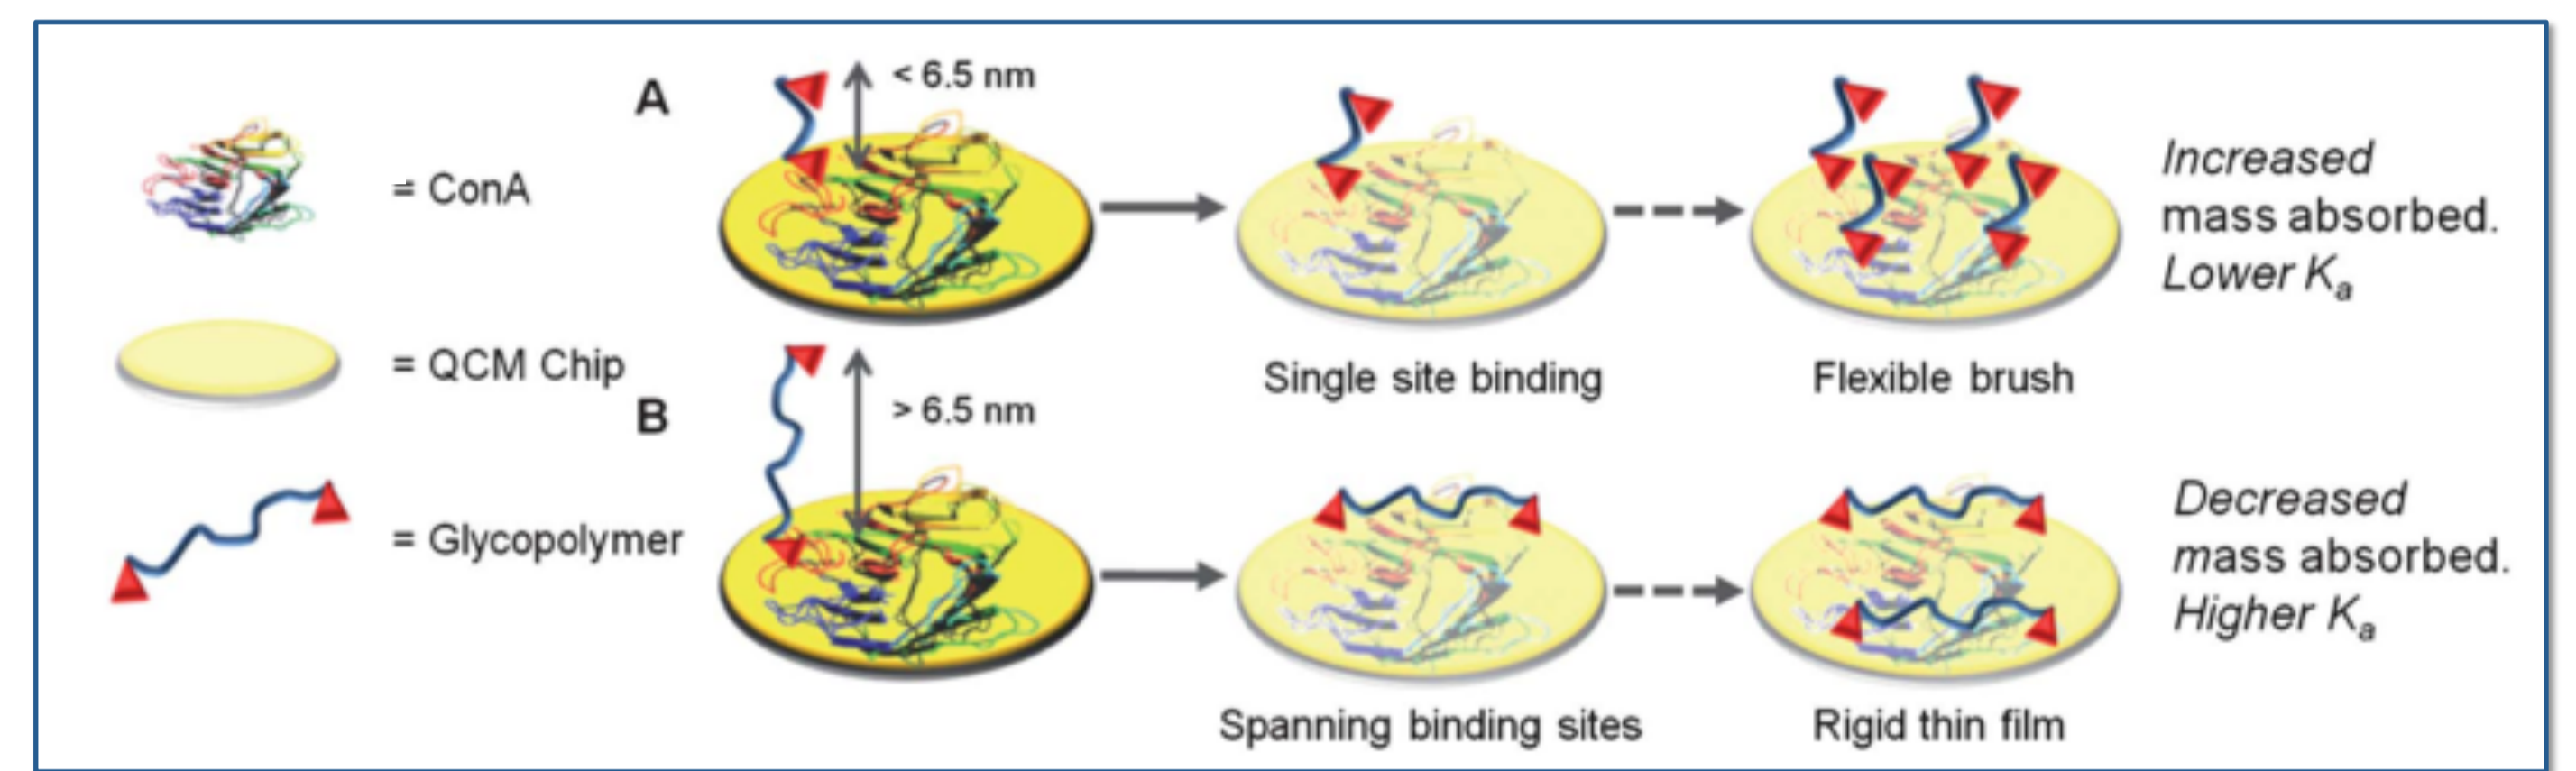 = ConA
= QCM Chip
= Glycopolymer
A
< 6.5 nm
Single site binding
Flexible brush
Increased
mass absorbed.
Lower Ka
B
> 6.5 nm
Spanning binding sites
Rigid thin film
Decreased
mass absorbed.
Higher Ka